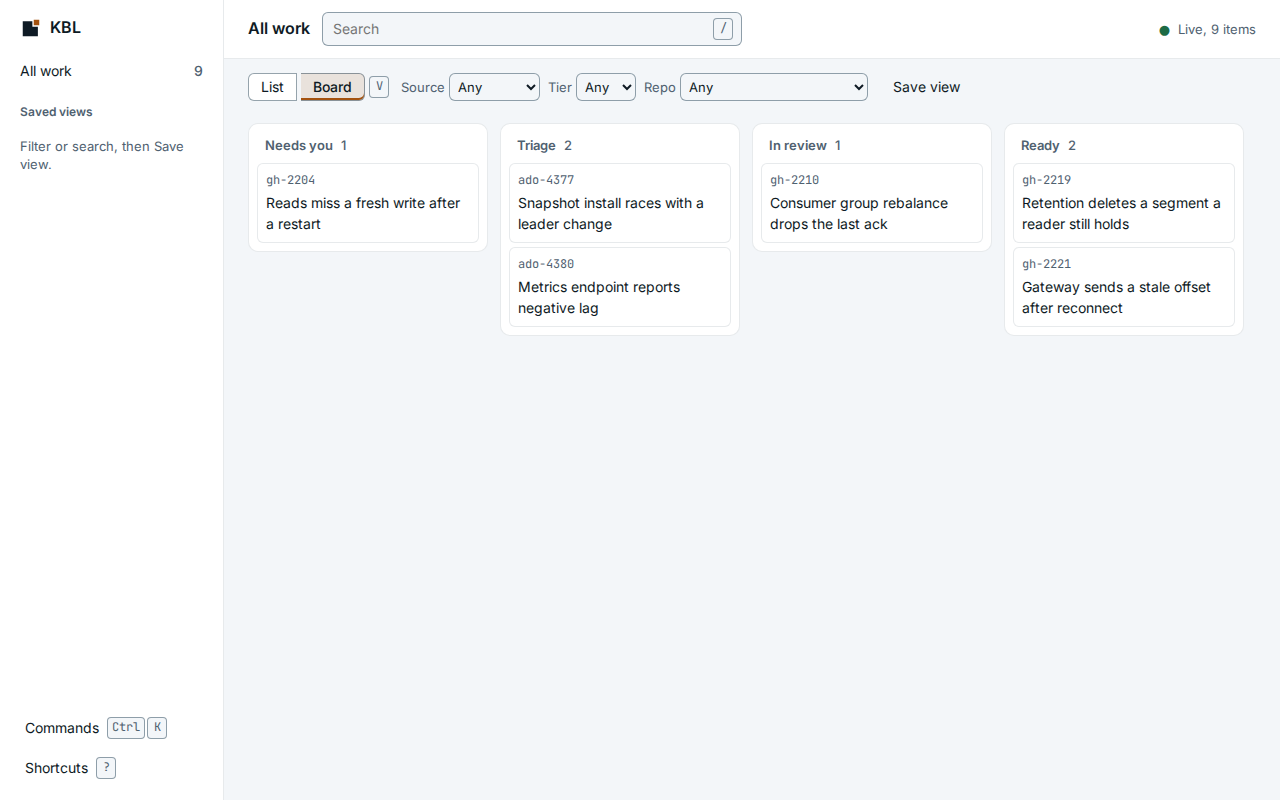 KBL
All work 9
Saved views
Filter or search, then Save
view.
Commands Ctrl K
Shortcuts ?
All work
Search /
Live, 9 items
List Board V Source Any Tier Any Repo Any Save view
Needs you 1
gh-2204
Reads miss a fresh write after
a restart
Triage 2
ado-4377
Snapshot install races with a
leader change
ado-4380
Metrics endpoint reports
negative lag
In review 1
gh-2210
Consumer group rebalance
drops the last ack
Ready 2
gh-2219
Retention deletes a segment a
reader still holds
gh-2221
Gateway sends a stale offset
after reconnect